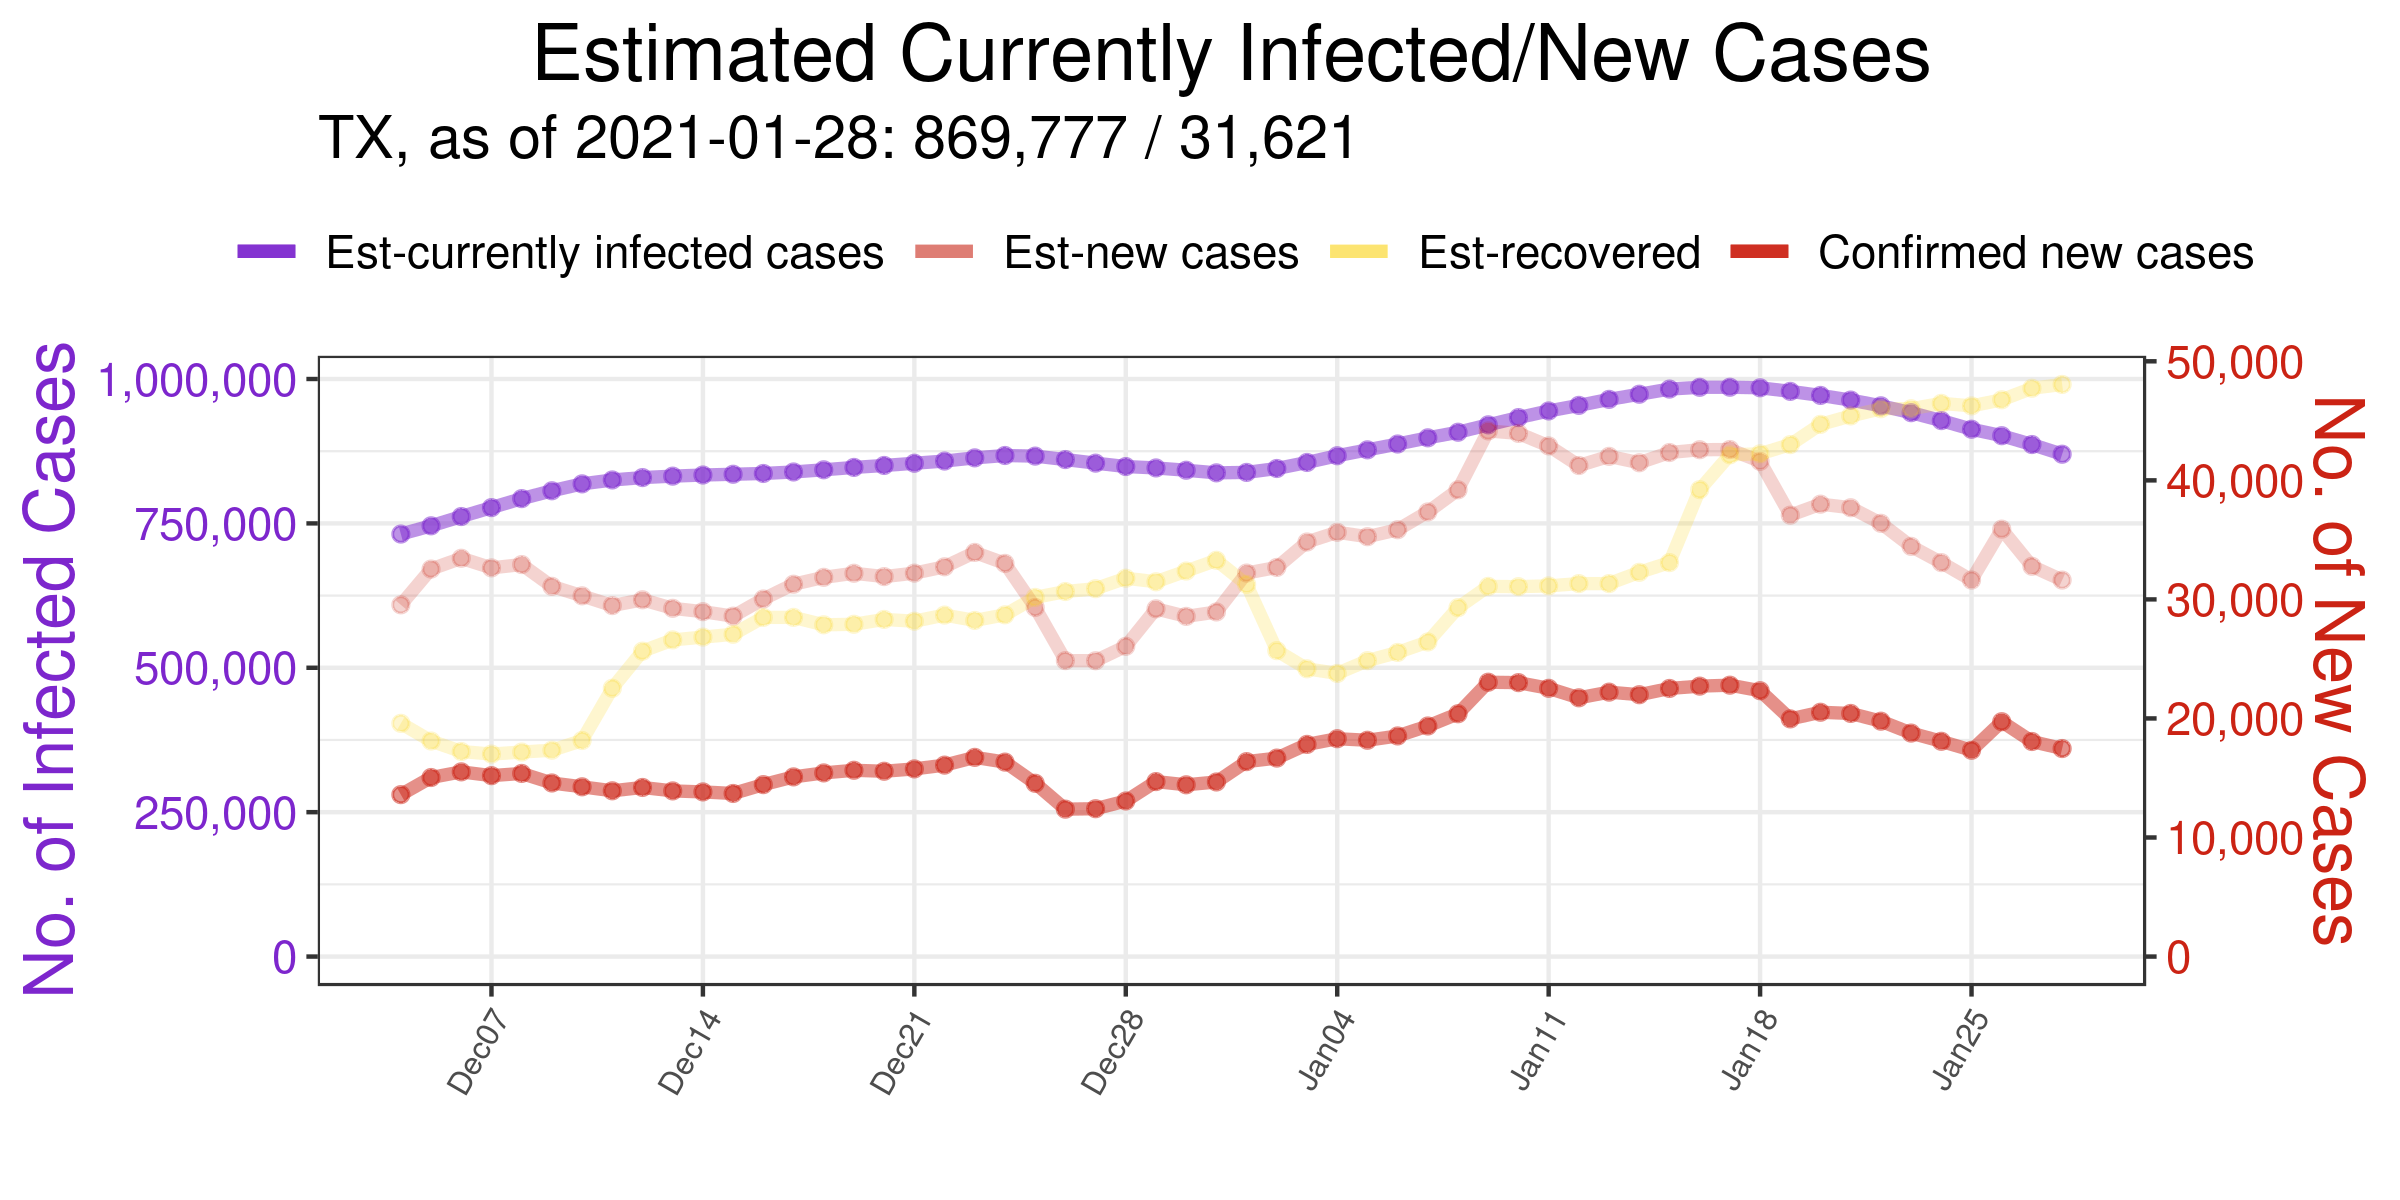 Estimated Currently Infected/New Cases
TX, as of 2021-01-28: 869,777 / 31,621
Est-currently infected cases Est-new cases Est-recovered Confirmed new cases
No. of Infected Cases
1,000,000
750,000
500,000
250,000
0
50,000
40,000
30,000
20,000
10,000
0
No. of New Cases
Dec07 Dec14 Dec21 Dec28 Jan04 Jan11 Jan18 Jan25